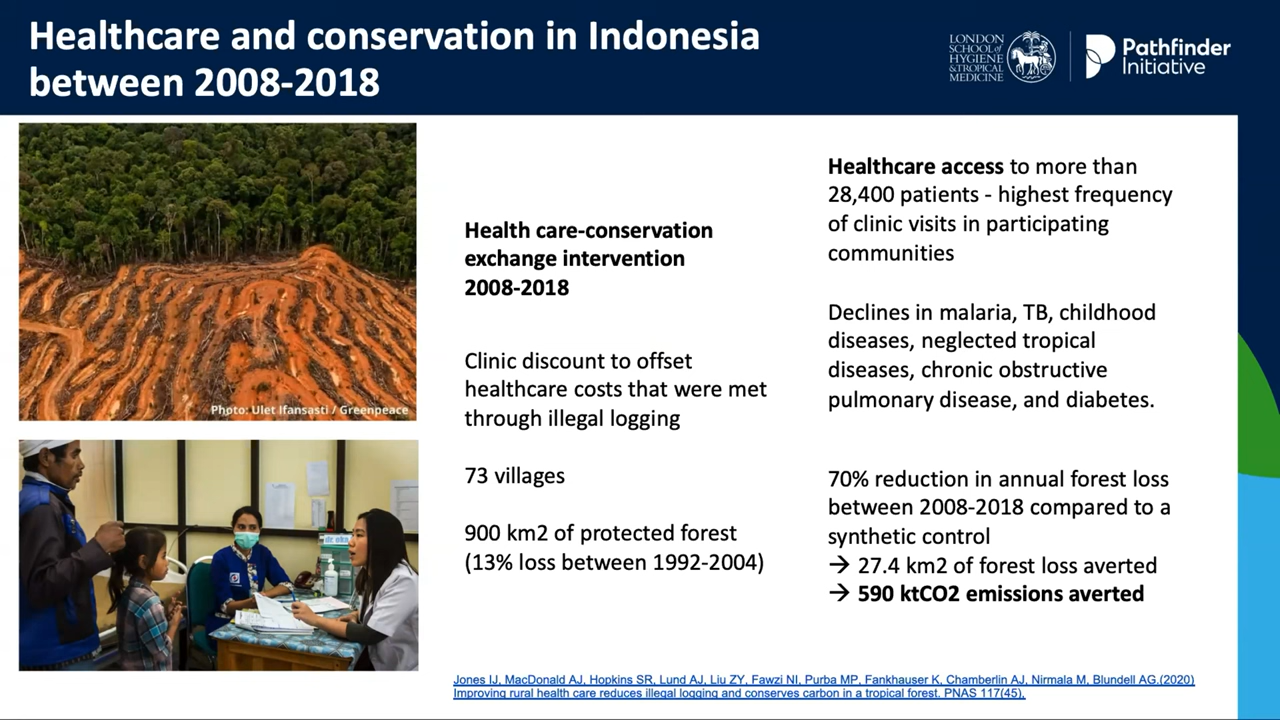 Healthcare and conservation in Indonesia
between 2008-2018
LONDON
SCHOOL of
HYGIENE
&TROPICAL
MEDICINE
Pathfinder
Initiative
Photo: Ulet Ifansasti / Greenpeace
Health care-conservation
exchange intervention
2008-2018
Clinic discount to offset
healthcare costs that were met
through illegal logging
73 villages
900 km2 of protected forest
(13% loss between 1992-2004)
Healthcare access to more than
28,400 patients - highest frequency
of clinic visits in participating
communities
Declines in malaria, TB, childhood
diseases, neglected tropical
diseases, chronic obstructive
pulmonary disease, and diabetes.
70% reduction in annual forest loss
between 2008-2018 compared to a
synthetic control
→ 27.4 km2 of forest loss averted
→ 590 ktCO2 emissions averted
Jones IJ, MacDonald AJ, Hopkins SR, Lund AJ, Liu ZY, Fawzi NI, Purba MP, Fankhauser K, Chamberlin AJ, Nirmala M, Blundell AG.(2020)
Improving rural health care reduces illegal logging and conserves carbon in a tropical forest. PNAS 117(45).